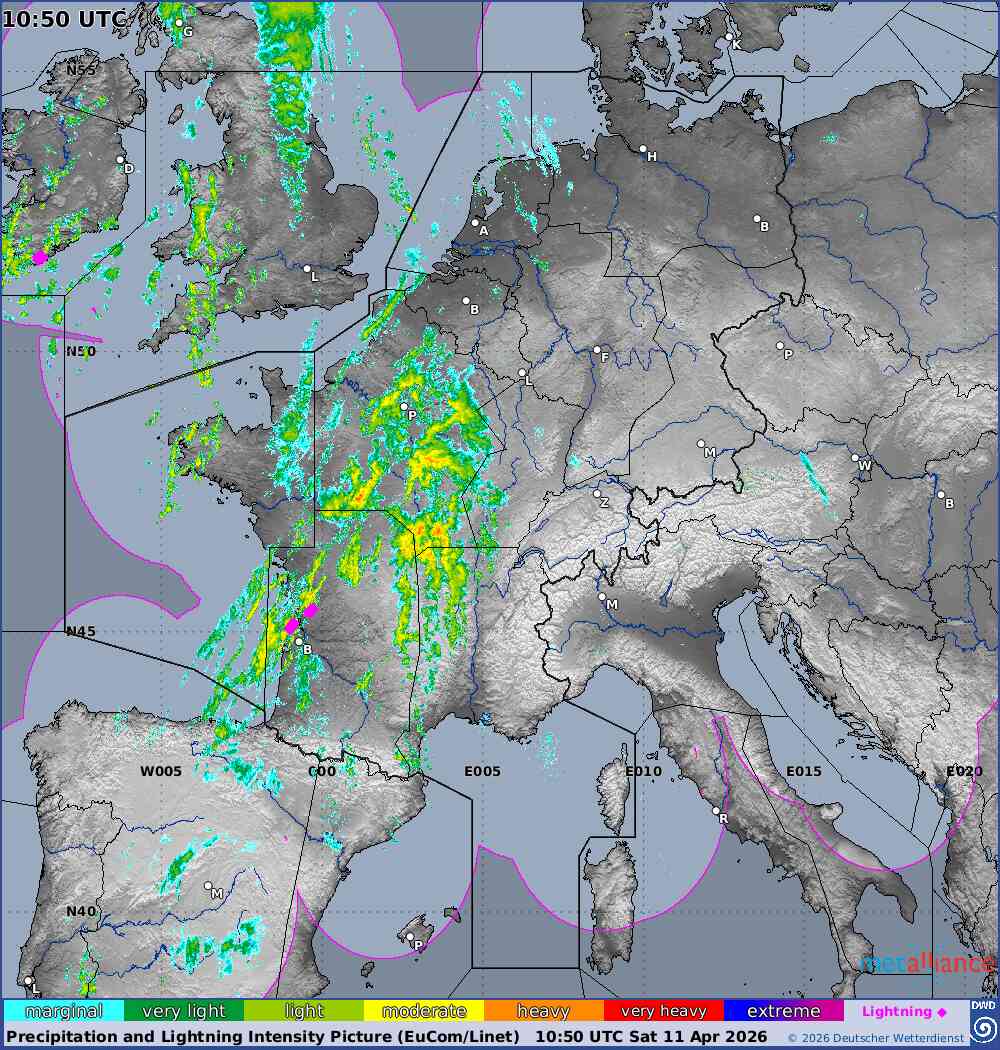 10:50 UTC
G
K
N55
D
H
A
B
L
B
N50
F
P
L
P
M
W
Z
B
M
N45
B
W005
000
E005
E010
E015
E020
R
M
N40
P
L
metalliance
marginal very light light moderate heavy very heavy extreme Lightning ◆
DWD
Precipitation and Lightning Intensity Picture (EuCom/Linet) 10:50 UTC Sat 11 Apr 2026 © 2026 Deutscher Wetterdienst